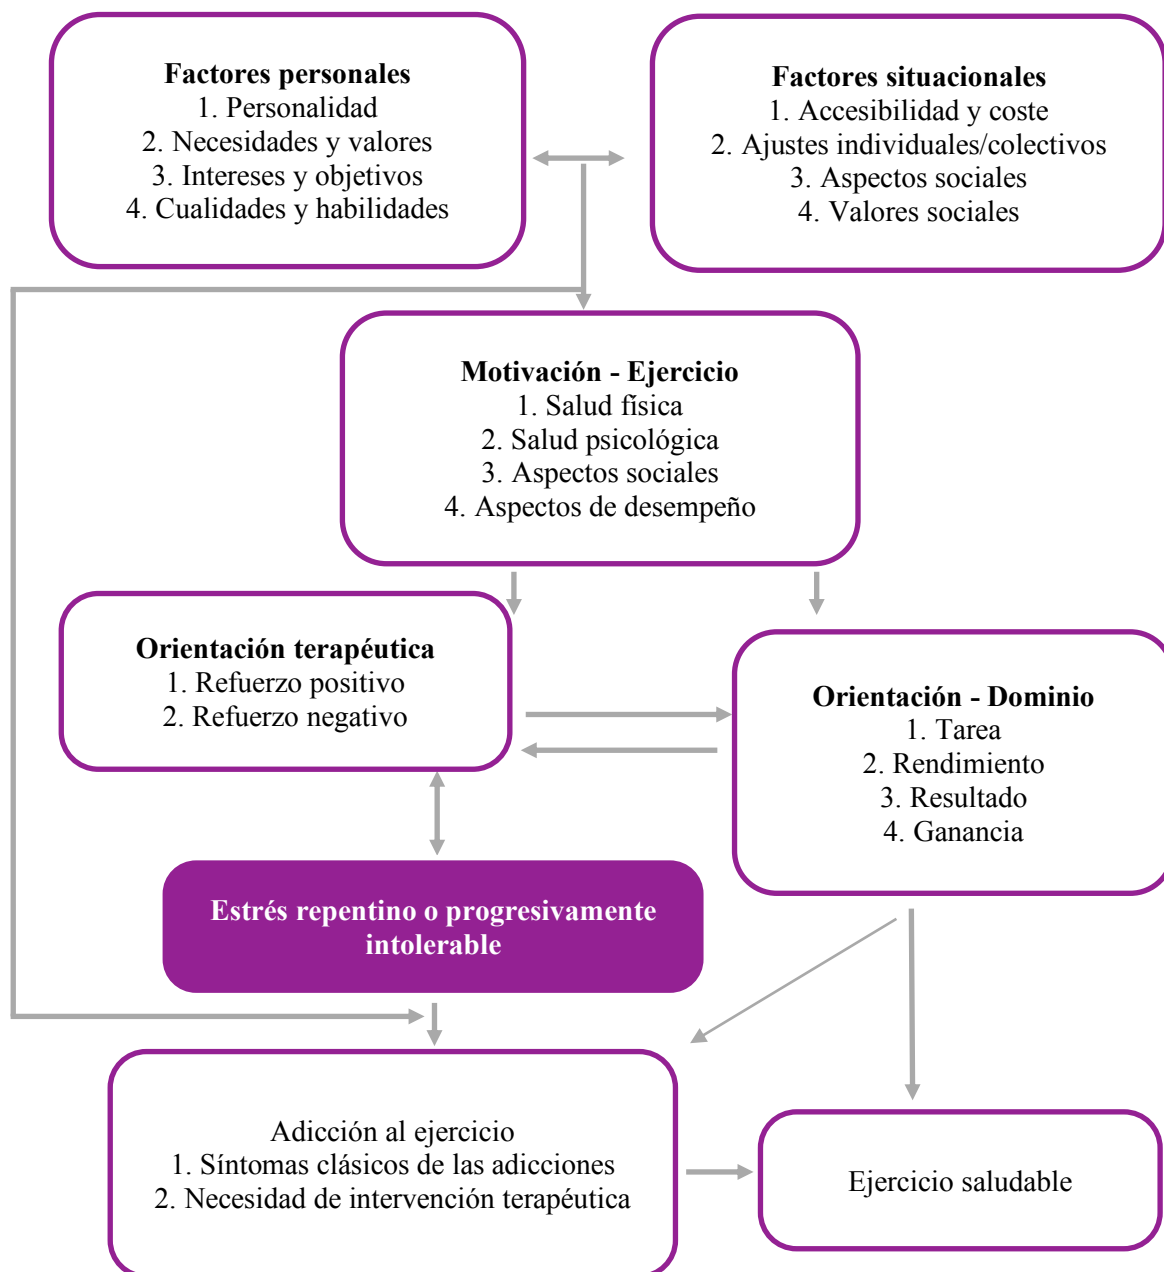 Factores personales
1. Personalidad
2. Necesidades y valores
3. Intereses y objetivos
4. Cualidades y habilidades
Factores situacionales
1. Accesibilidad y coste
2. Ajustes individuales/colectivos
3. Aspectos sociales
4. Valores sociales
Motivación - Ejercicio
1. Salud física
2. Salud psicológica
3. Aspectos sociales
4. Aspectos de desempeño
Orientación terapéutica
1. Refuerzo positivo
2. Refuerzo negativo
Orientación - Dominio
1. Tarea
2. Rendimiento
3. Resultado
4. Ganancia
Estrés repentino o progresivamente
intolerable
Adicción al ejercicio
1. Síntomas clásicos de las adicciones
2. Necesidad de intervención terapéutica
Ejercicio saludable